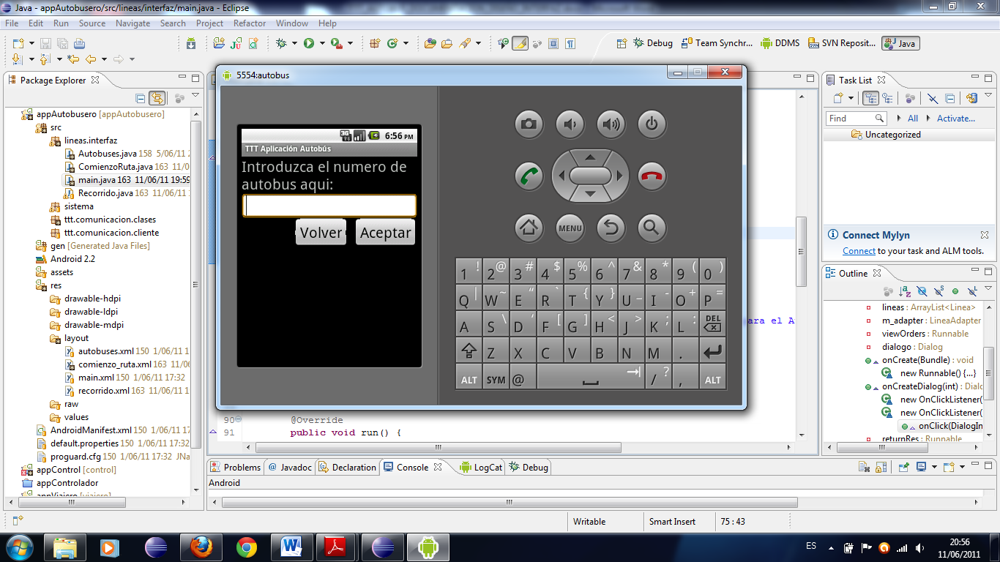 Java - appAutobusero/src/lineas/interfaz/main.java - Eclipse
File Edit Run Source Navigate Search Project Refactor Window Help
Debug Team Synchr... DDMS SVN Reposit... Java
Package Explorer
appAutobusero [appAutobusero]
src
lineas.interfaz
Autobuses.java 158 5/06/11
ComienzoRuta.java 163 11/0
main.java 163 11/06/11 19:59
Recorrido.java 163 11/06/11
sistema
ttt.comunicacion.clases
ttt.comunicacion.cliente
gen [Generated Java Files]
Android 2.2
assets
res
drawable-hdpi
drawable-ldpi
drawable-mdpi
layout
autobuses.xml 150 1/06/11
comienzo_ruta.xml 163 11/0
main.xml 150 1/06/11 17:32
recorrido.xml 163 11/06/11 1
raw
values
AndroidManifest.xml 150 1/06/11 17
default.properties 150 1/06/11 17:32
proguard.cfg 150 1/06/11 17:32 JNa
appControl [control]
appControlador
appViajero [viajero]
5554:autobus
3G 6:56 PM
TTT Aplicación Autobús
Introduzca el numero de
autobus aqui:
Volver Aceptar
MENU
1 ! 2 @ 3 # 4 $ 5 % 6 ^ 7 & 8 * 9 ( 0 )
Q | W ~ E " R ` T { Y } U _ I - O + P =
A S \ D ' F [ G ] H < J > K ; L : DEL
Z X C V B N M .
ALT SYM @ / ? , ALT
ara el A
90 @Override
91 public void run() {
Task List
Find All Activate...
Uncategorized
Connect Mylyn
Connect to your task and ALM tools.
Outline
lineas : ArrayList<Linea>
m_adapter : LineaAdapter
viewOrders : Runnable
dialogo : Dialog
onCreate(Bundle) : void
new Runnable() {...}
onCreateDialog(int) : Dialo
new OnClickListener(
new OnClickListener(
onClick(DialogIn
returnRes : Runnable
Problems Javadoc Declaration Console LogCat Debug
Android
Writable Smart Insert 75 : 43
ES 20:56
11/06/2011